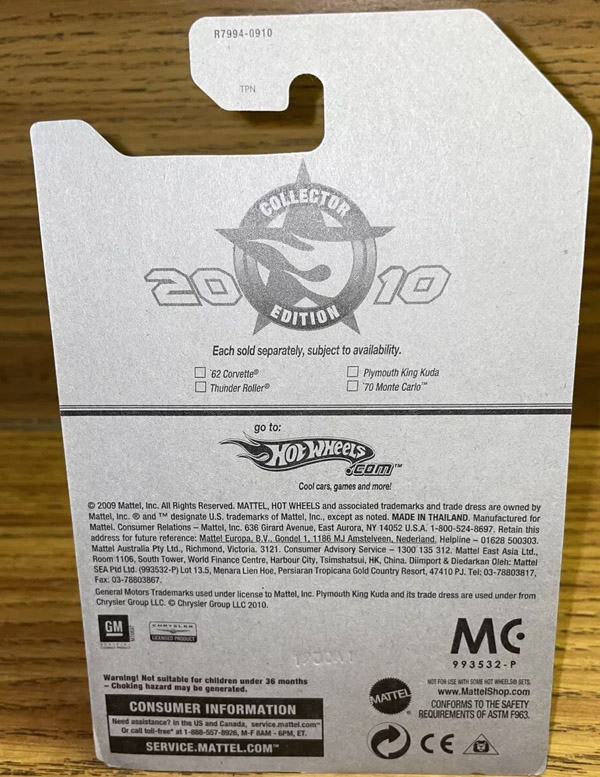 R7994-0910
TPN
COLLECTOR
20 10
EDITION
Each sold separately, subject to availability.
'62 Corvette® Plymouth King Kuda
Thunder Roller® '70 Monte Carlo™
go to:
HOT WHEELS
.com™
Cool cars, games and more!
© 2009 Mattel, Inc. All Rights Reserved. MATTEL, HOT WHEELS and associated trademarks and trade dress are owned by
Mattel, Inc. ® and ™ designate U.S. trademarks of Mattel, Inc., except as noted. MADE IN THAILAND. Manufactured for
Mattel. Consumer Relations – Mattel, Inc. 636 Girard Avenue, East Aurora, NY 14052 U.S.A. 1-800-524-8697. Retain this
address for future reference: Mattel Europa, B.V., Gondel 1, 1186 MJ Amstelveen, Nederland. Helpline – 01628 500303.
Mattel Australia Pty Ltd., Richmond, Victoria. 3121. Consumer Advisory Service – 1300 135 312. Mattel East Asia Ltd.,
Room 1106, South Tower, World Finance Centre, Harbour City, Tsimshatsui, HK, China. Diimport & Diedarkan Oleh: Mattel
SEA Ptd Ltd. (993532-P) Lot 13.5, Menara Lien Hoe, Persiaran Tropicana Golf Country Resort, 47410 PJ. Tel: 03-78803817,
Fax: 03-78803867.
General Motors Trademarks used under license to Mattel, Inc. Plymouth King Kuda and its trade dress are used under from
Chrysler Group LLC. © Chrysler Group LLC 2010.
GM
CHRYSLER
LICENSED PRODUCT
MC
993532-P
Warning! Not suitable for children under 36 months
– Choking hazard may be generated.
CONSUMER INFORMATION
Need assistance? In the US and Canada, service.mattel.com™
Or call toll-free* at 1-888-557-8926, M-F 8AM - 6PM, ET.
SERVICE.MATTEL.COM™
MATTEL
NOT FOR USE WITH SOME HOT WHEELS® SETS.
www.MattelShop.com
CONFORMS TO THE SAFETY
REQUIREMENTS OF ASTM F963.
CE